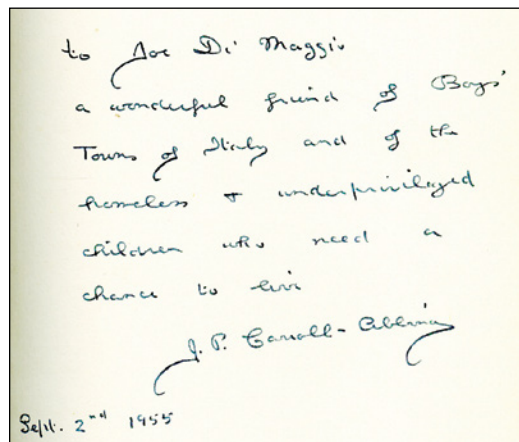 to Joe Di Maggio
a wonderful friend of Boys'
Towns of Italy and of the
homeless + underprivileged
children who need a
chance to live
J. P. Carroll-Abbing
Sept. 2nd 1955